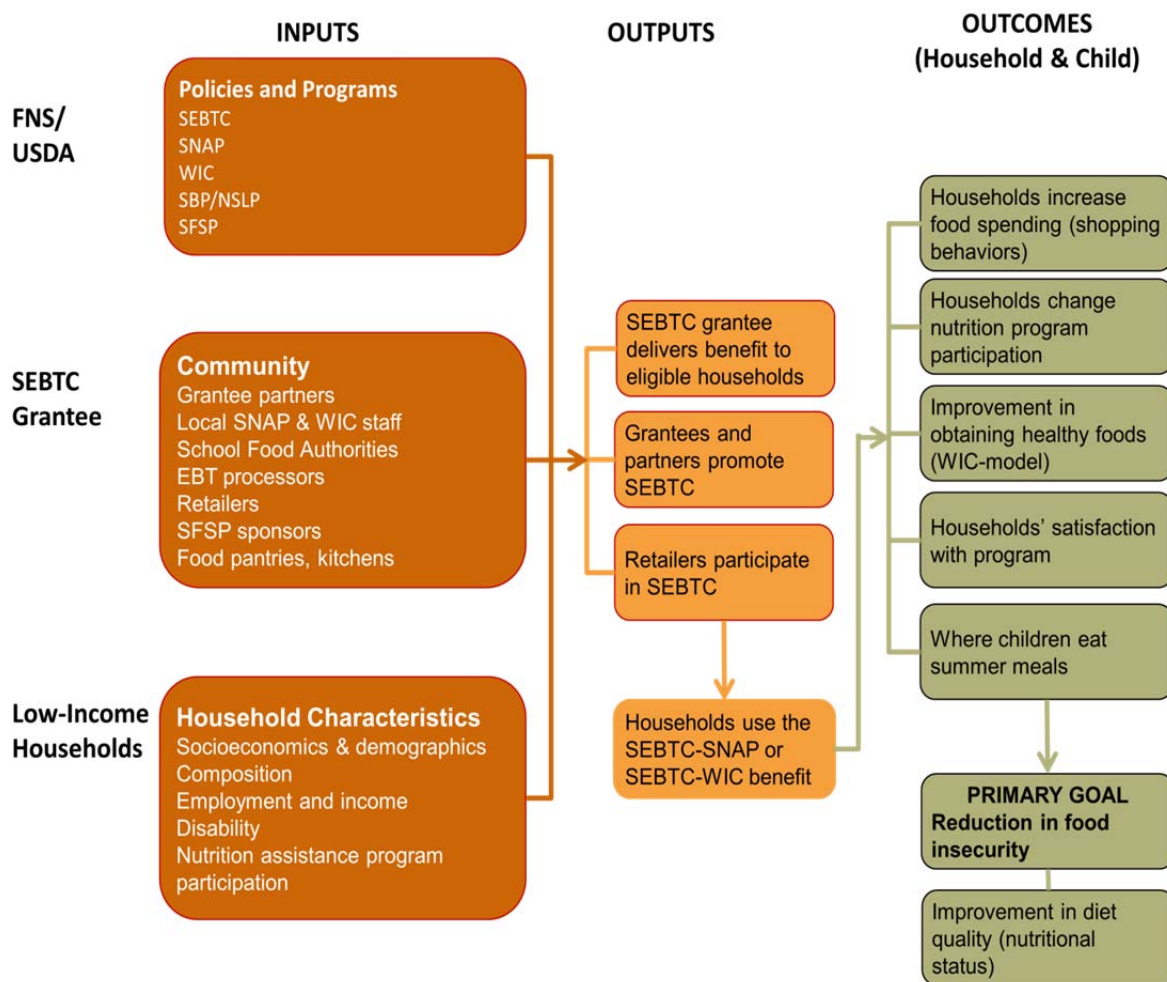 INPUTS
OUTPUTS
OUTCOMES
(Household & Child)
FNS/
USDA
Policies and Programs
SEBTC
SNAP
WIC
SBP/NSLP
SFSP
SEBTC
Grantee
Community
Grantee partners
Local SNAP & WIC staff
School Food Authorities
EBT processors
Retailers
SFSP sponsors
Food pantries, kitchens
Low-Income
Households
Household Characteristics
Socioeconomics & demographics
Composition
Employment and income
Disability
Nutrition assistance program
participation
SEBTC grantee
delivers benefit to
eligible households
Grantees and
partners promote
SEBTC
Retailers participate
in SEBTC
Households use the
SEBTC-SNAP or
SEBTC-WIC benefit
Households increase
food spending (shopping
behaviors)
Households change
nutrition program
participation
Improvement in
obtaining healthy foods
(WIC-model)
Households’ satisfaction
with program
Where children eat
summer meals
PRIMARY GOAL
Reduction in food
insecurity
Improvement in diet
quality (nutritional
status)